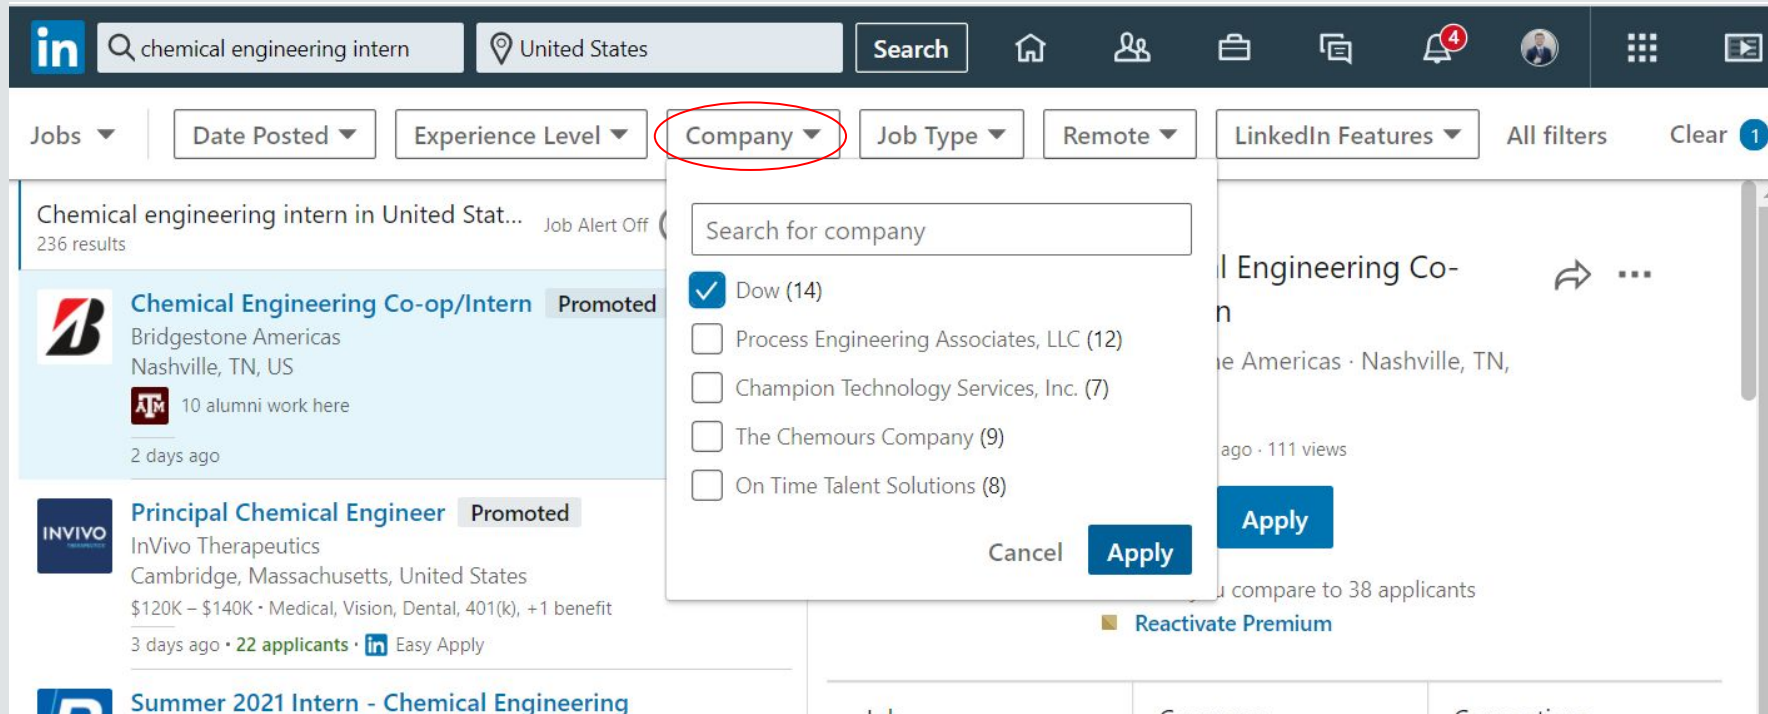 in
chemical engineering intern
United States
Search
4
Jobs
Date Posted
Experience Level
Company
Job Type
Remote
LinkedIn Features
All filters
Clear 1
Chemical engineering intern in United Stat...
Job Alert Off
236 results
Chemical Engineering Co-op/Intern Promoted
Bridgestone Americas
Nashville, TN, US
ATM 10 alumni work here
2 days ago
INVIVO
Principal Chemical Engineer Promoted
InVivo Therapeutics
Cambridge, Massachusetts, United States
$120K – $140K · Medical, Vision, Dental, 401(k), +1 benefit
3 days ago · 22 applicants · in Easy Apply
Summer 2021 Intern - Chemical Engineering
Search for company
Dow (14)
Process Engineering Associates, LLC (12)
Champion Technology Services, Inc. (7)
The Chemours Company (9)
On Time Talent Solutions (8)
Cancel Apply
l Engineering Co-
n
e Americas · Nashville, TN,
ago · 111 views
Apply
u compare to 38 applicants
Reactivate Premium